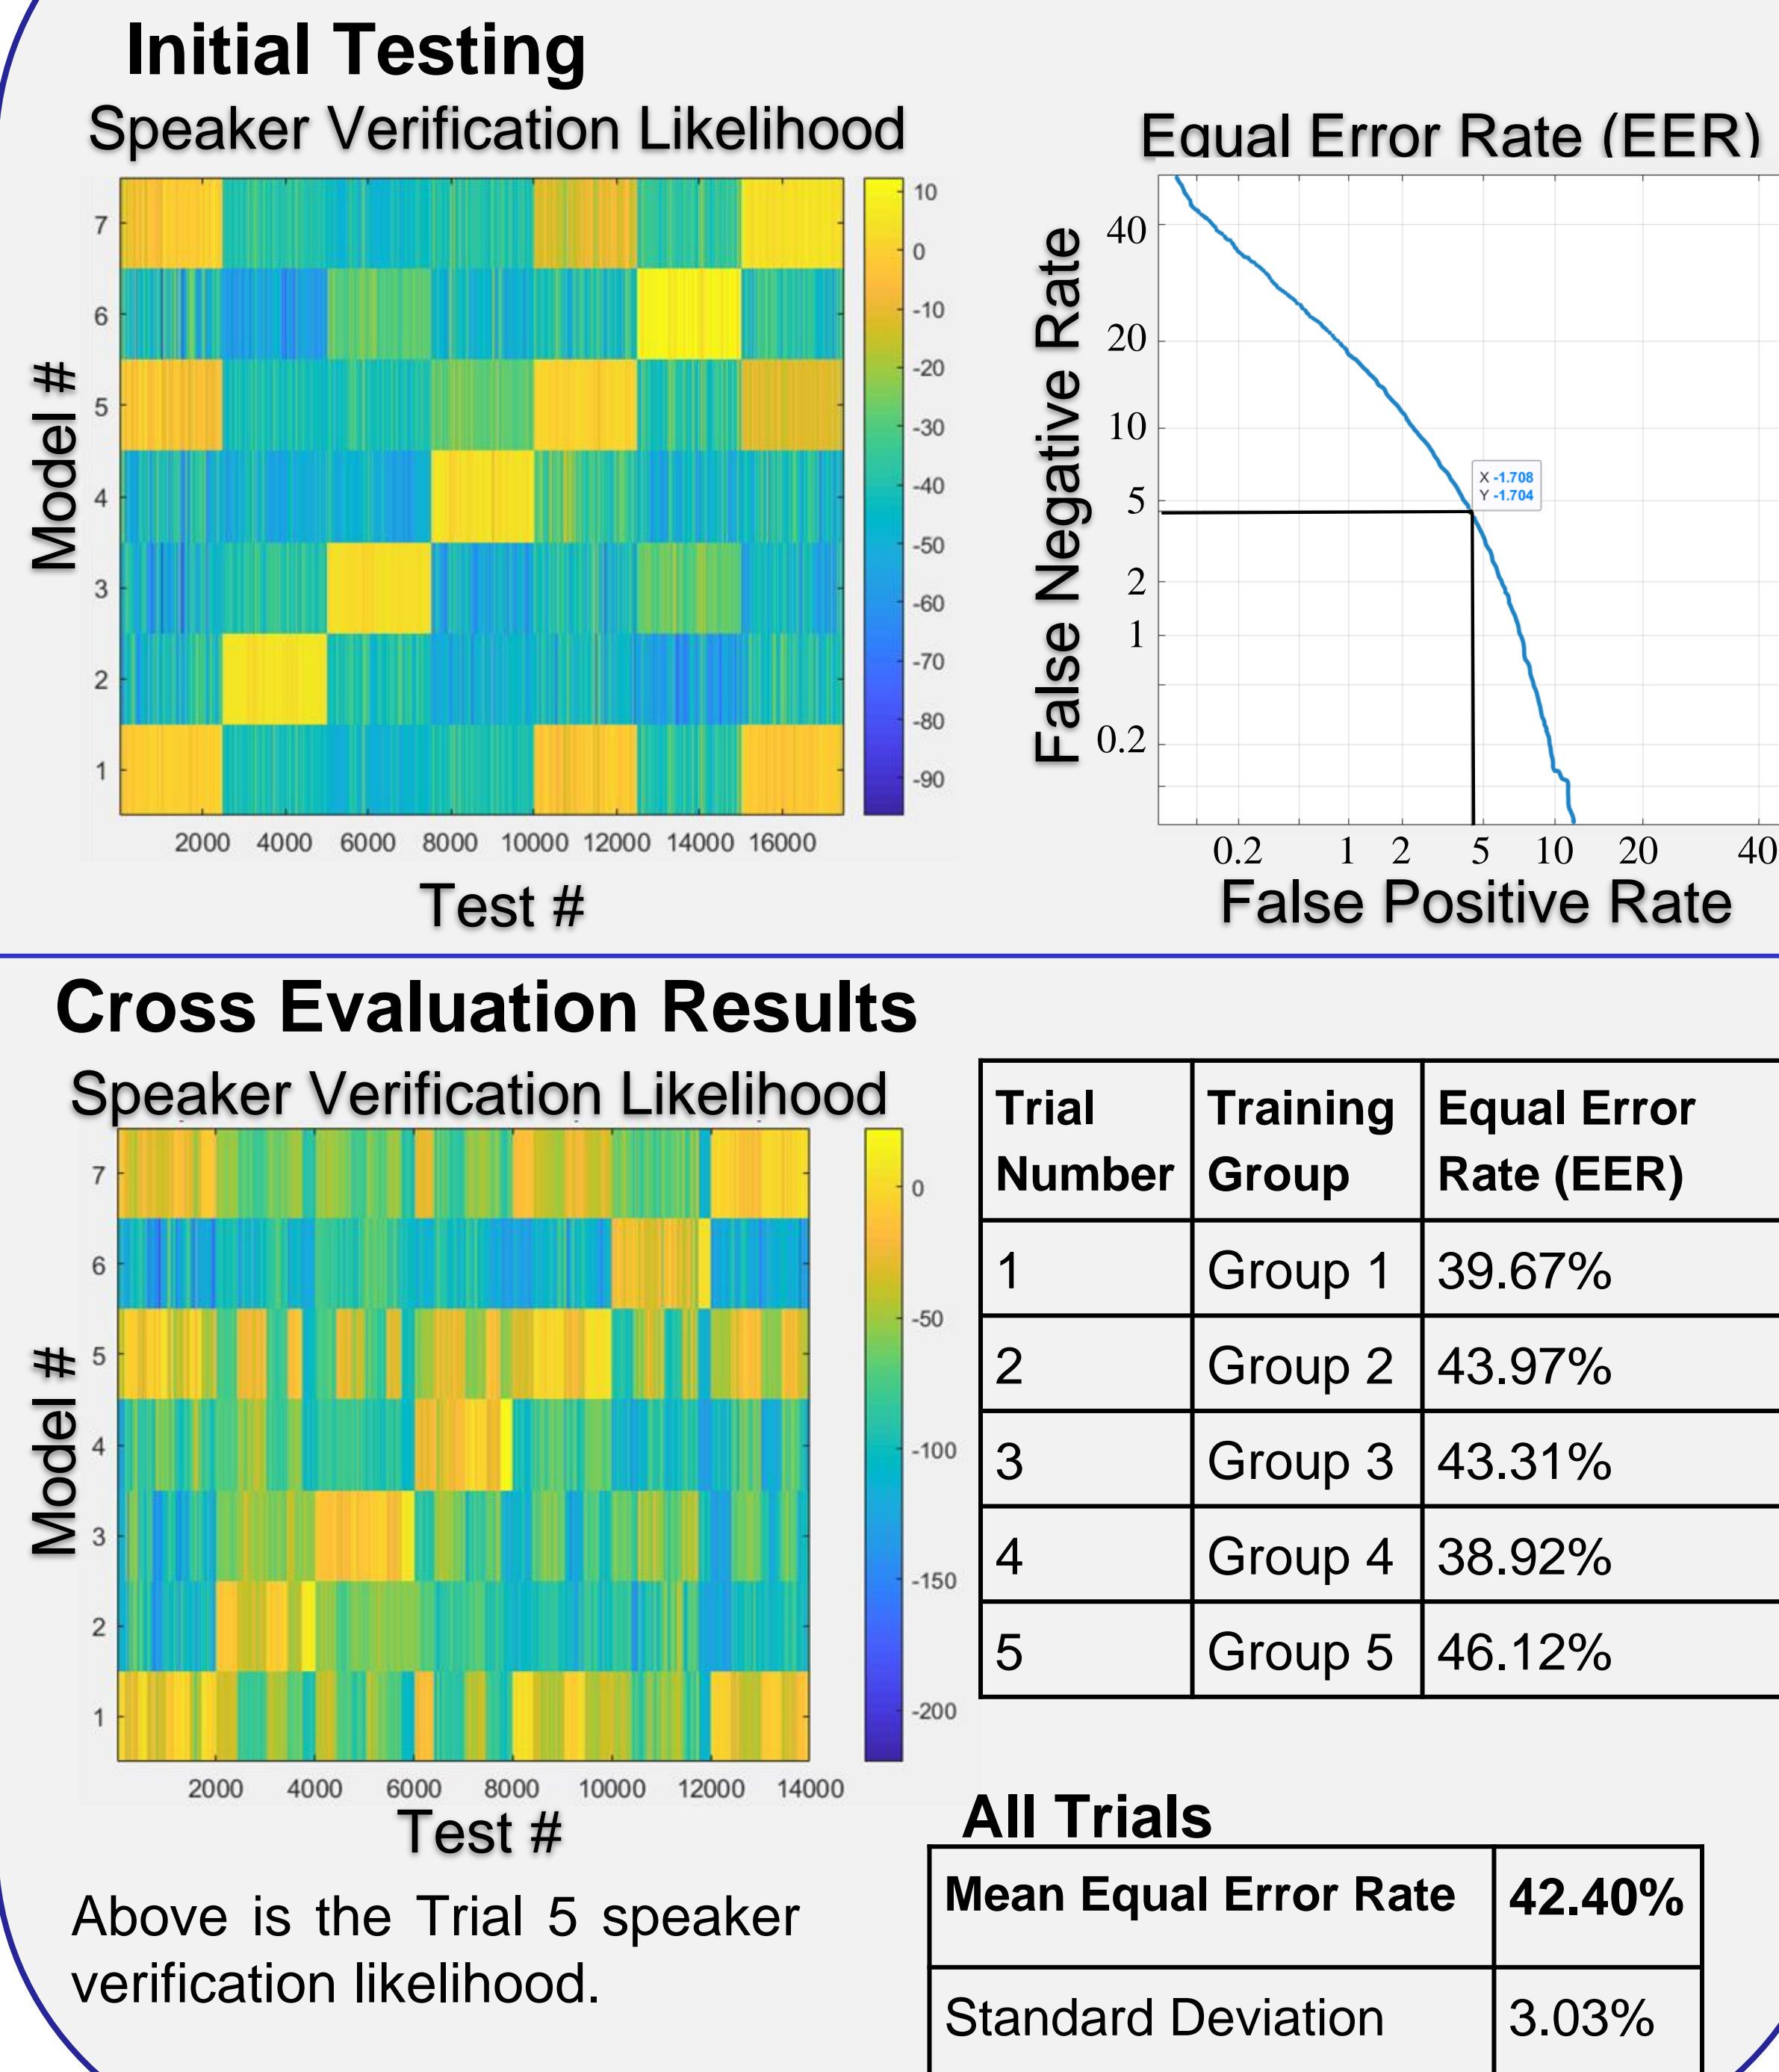 Initial Testing
Speaker Verification Likelihood
7
6
5
4
3
2
1
Model #
2000 4000 6000 8000 10000 12000 14000 16000
Test #
10
0
-10
-20
-30
-40
-50
-60
-70
-80
-90
Equal Error Rate (EER)
False Negative Rate
40
20
10
5
2
1
0.2
X -1.708
Y -1.704
0.2 1 2 5 10 20 40
False Positive Rate
Cross Evaluation Results
Speaker Verification Likelihood
7
6
5
4
3
2
1
Model #
2000 4000 6000 8000 10000 12000 14000
Test #
0
-50
-100
-150
-200
Above is the Trial 5 speaker
verification likelihood.
Trial Number Training Group Equal Error Rate (EER)
1 Group 1 39.67%
2 Group 2 43.97%
3 Group 3 43.31%
4 Group 4 38.92%
5 Group 5 46.12%
All Trials
Mean Equal Error Rate 42.40%
Standard Deviation 3.03%